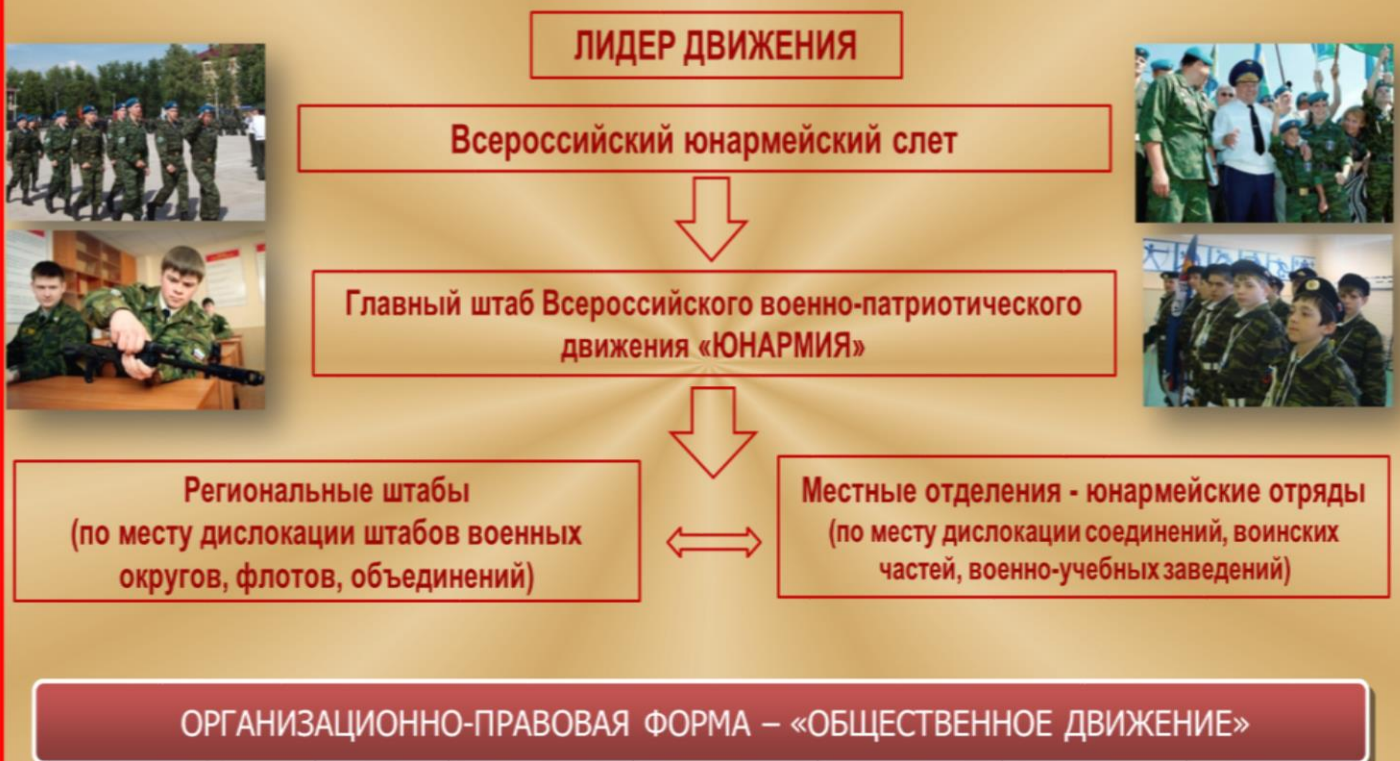 ЛИДЕР ДВИЖЕНИЯ
Всероссийский юнармейский слет
Главный штаб Всероссийского военно-патриотического
движения «ЮНАРМИЯ»
Региональные штабы
(по месту дислокации штабов военных
округов, флотов, объединений)
Местные отделения - юнармейские отряды
(по месту дислокации соединений, воинских
частей, военно-учебных заведений)
ОРГАНИЗАЦИОННО-ПРАВОВАЯ ФОРМА – «ОБЩЕСТВЕННОЕ ДВИЖЕНИЕ»